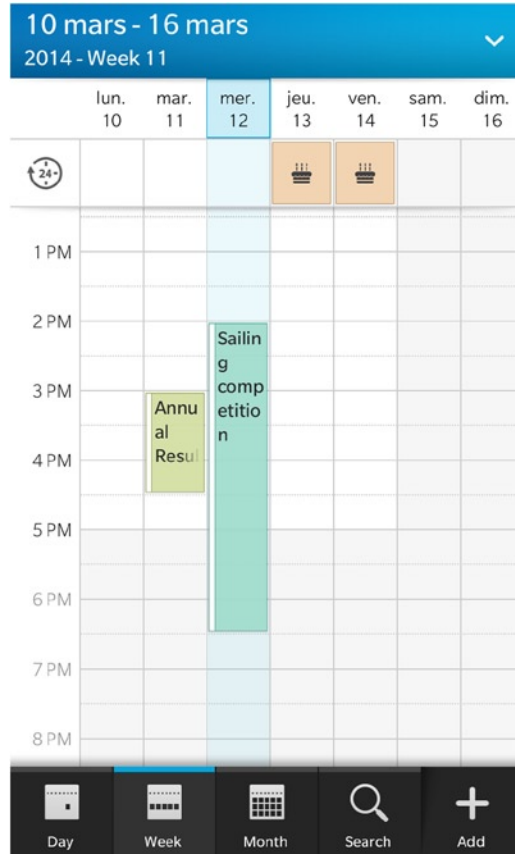 10 mars - 16 mars
2014 - Week 11
lun. mar. mer. jeu. ven. sam. dim.
10 11 12 13 14 15 16
24
1 PM
2 PM
Sailin
g
3 PM
comp
Annu
etitio
al
n
Resul
4 PM
5 PM
6 PM
7 PM
8 PM
Day Week Month Search Add